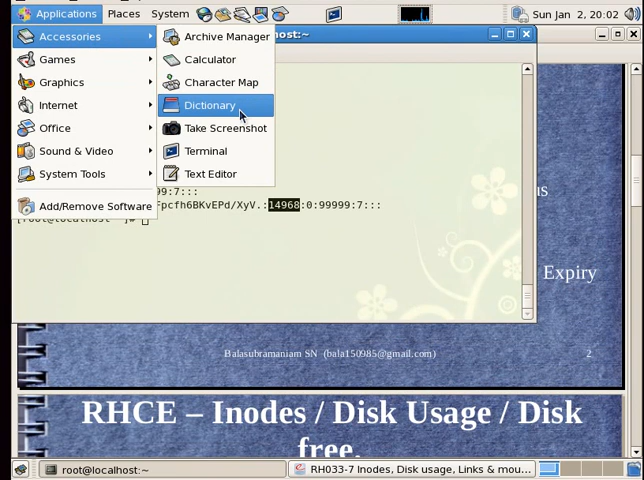 Applications Places System Sun Jan 2, 20:02
Accessories
Games
Graphics
Internet
Office
Sound & Video
System Tools
Add/Remove Software
Archive Manager
Calculator
Character Map
Dictionary
Take Screenshot
Terminal
Text Editor
host:~
99:7:::
Fpcfh6BKvEPd/XyV.:14968:0:99999:7:::
Expiry
Balasubramaniam SN (bala150985@gmail.com) 2
RHCE – Inodes / Disk Usage / Disk
free.
root@localhost:~ RH033-7 Inodes, Disk usage, Links & mou...